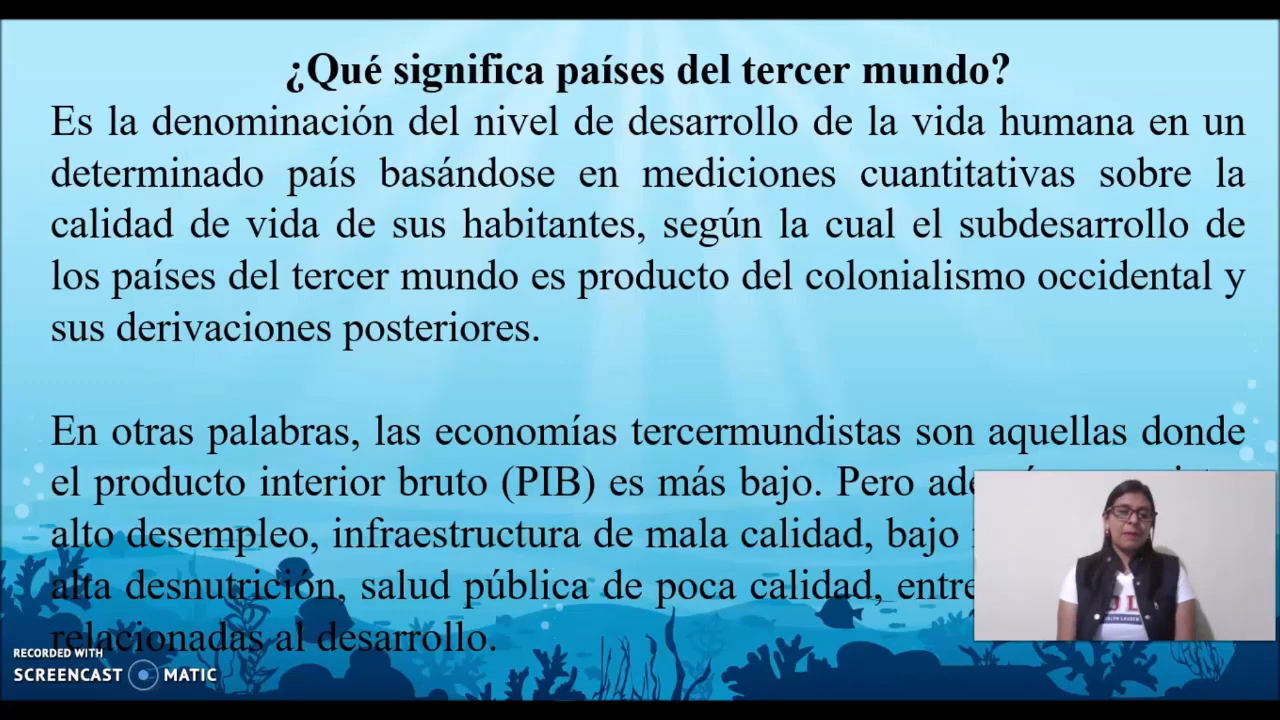 ¿Qué significa países del tercer mundo?
Es la denominación del nivel de desarrollo de la vida humana en un
determinado país basándose en mediciones cuantitativas sobre la
calidad de vida de sus habitantes, según la cual el subdesarrollo de
los países del tercer mundo es producto del colonialismo occidental y
sus derivaciones posteriores.
En otras palabras, las economías tercermundistas son aquellas donde
el producto interior bruto (PIB) es más bajo. Pero
alto desempleo, infraestructura de mala calidad, bajo
alta desnutrición, salud pública de poca calidad, entre
relacionadas al desarrollo.
RECORDED WITH
SCREENCAST MATIC
RALPH LAUREN